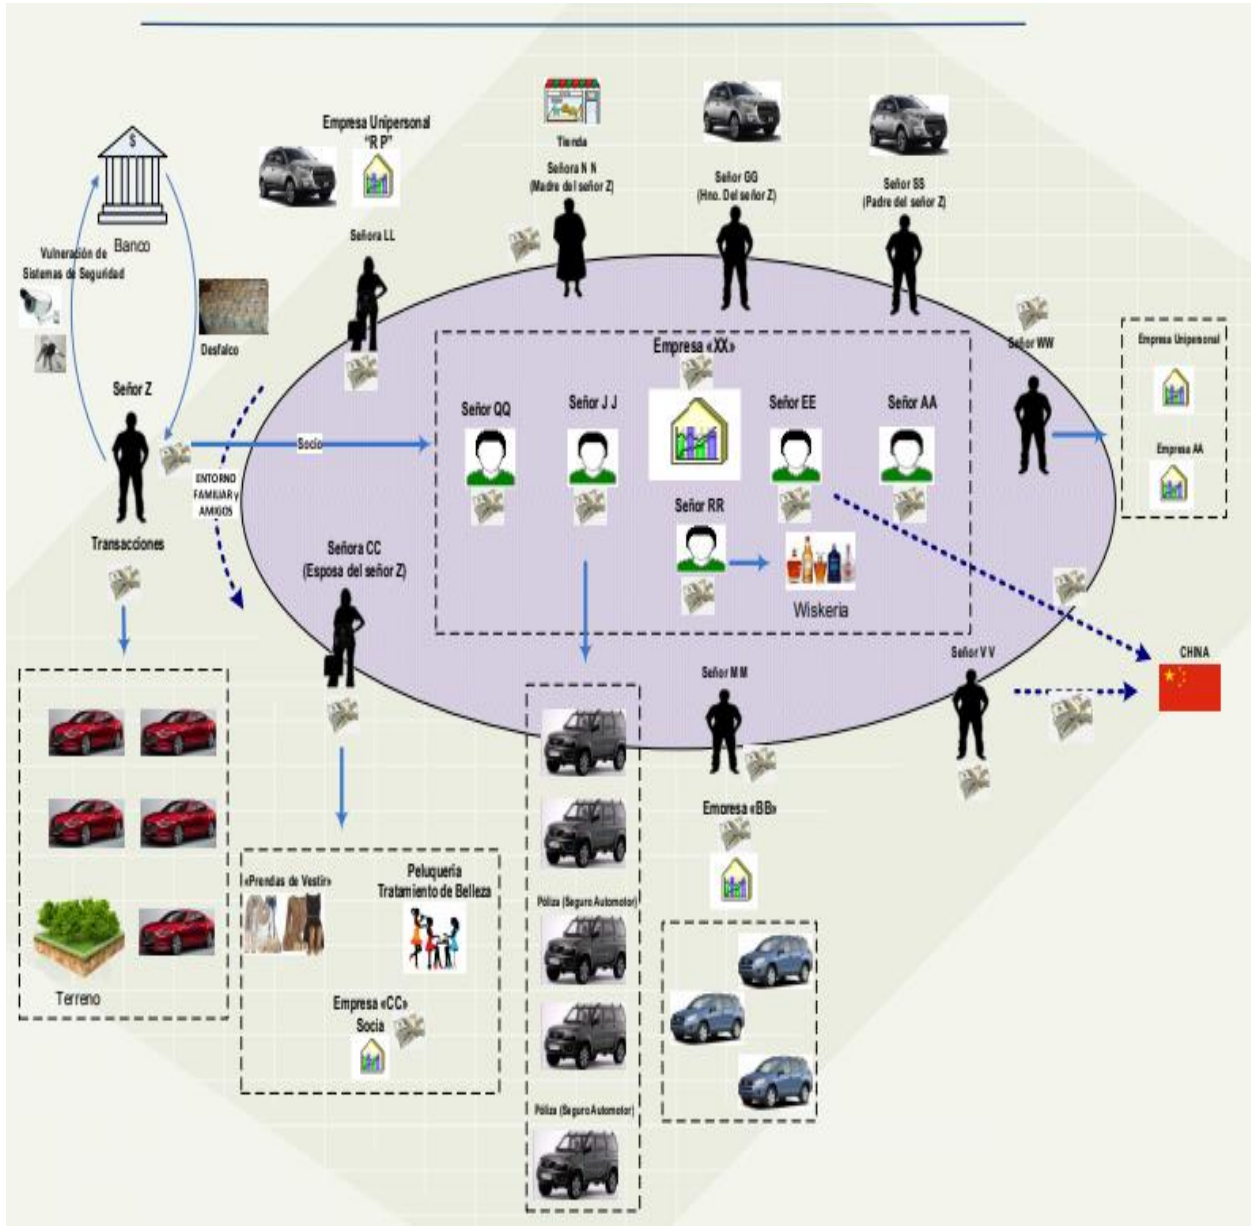 Empresa Unipersonal
"R P"
Señora LL
Tienda
Señora N N
(Madre del señor Z)
Señor GG
(Hno. Del señor Z)
Señor SS
(Padre del señor Z)
$
Banco
Vulneración de
Sistemas de Seguridad
Desfalco
Señor Z
Transacciones
ENTORNO
FAMILIAR y
AMIGOS
Socio
Empresa «XX»
Señor QQ
Señor J J
Señor EE
Señor AA
Señor RR
Wiskeria
Señor WW
Empresa Unipersonal
Empresa AA
Señora CC
(Esposa del señor Z)
Señor M M
Señor V V
CHINA
Terreno
«Prendas de Vestir»
Peluqueria
Tratamiento de Belleza
Empresa «CC»
Socia
Póliza (Seguro Automotor)
Póliza (Seguro Automotor)
Empresa «BB»